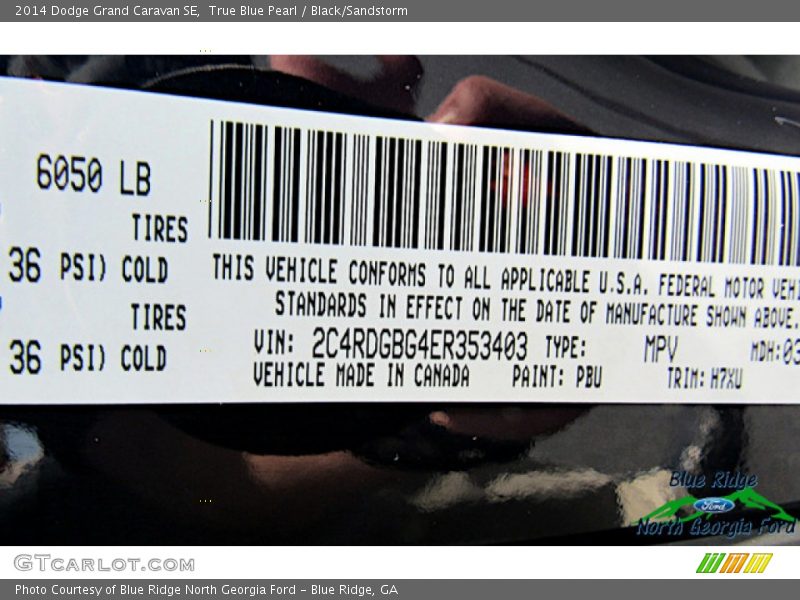 2014 Dodge Grand Caravan SE,  True Blue Pearl / Black/Sandstorm
6050 LB
TIRES
36 PSI) COLD
TIRES
36 PSI) COLD
THIS VEHICLE CONFORMS TO ALL APPLICABLE U.S.A. FEDERAL MOTOR VEHI
STANDARDS IN EFFECT ON THE DATE OF MANUFACTURE SHOWN ABOVE.
VIN: 2C4RDGBG4ER353403 TYPE: MPV MDH:03
VEHICLE MADE IN CANADA PAINT: PBU TRIM: H7XU
Blue Ridge
Ford
North Georgia Ford
GTCARLOT.COM
Photo Courtesy of Blue Ridge North Georgia Ford – Blue Ridge, GA